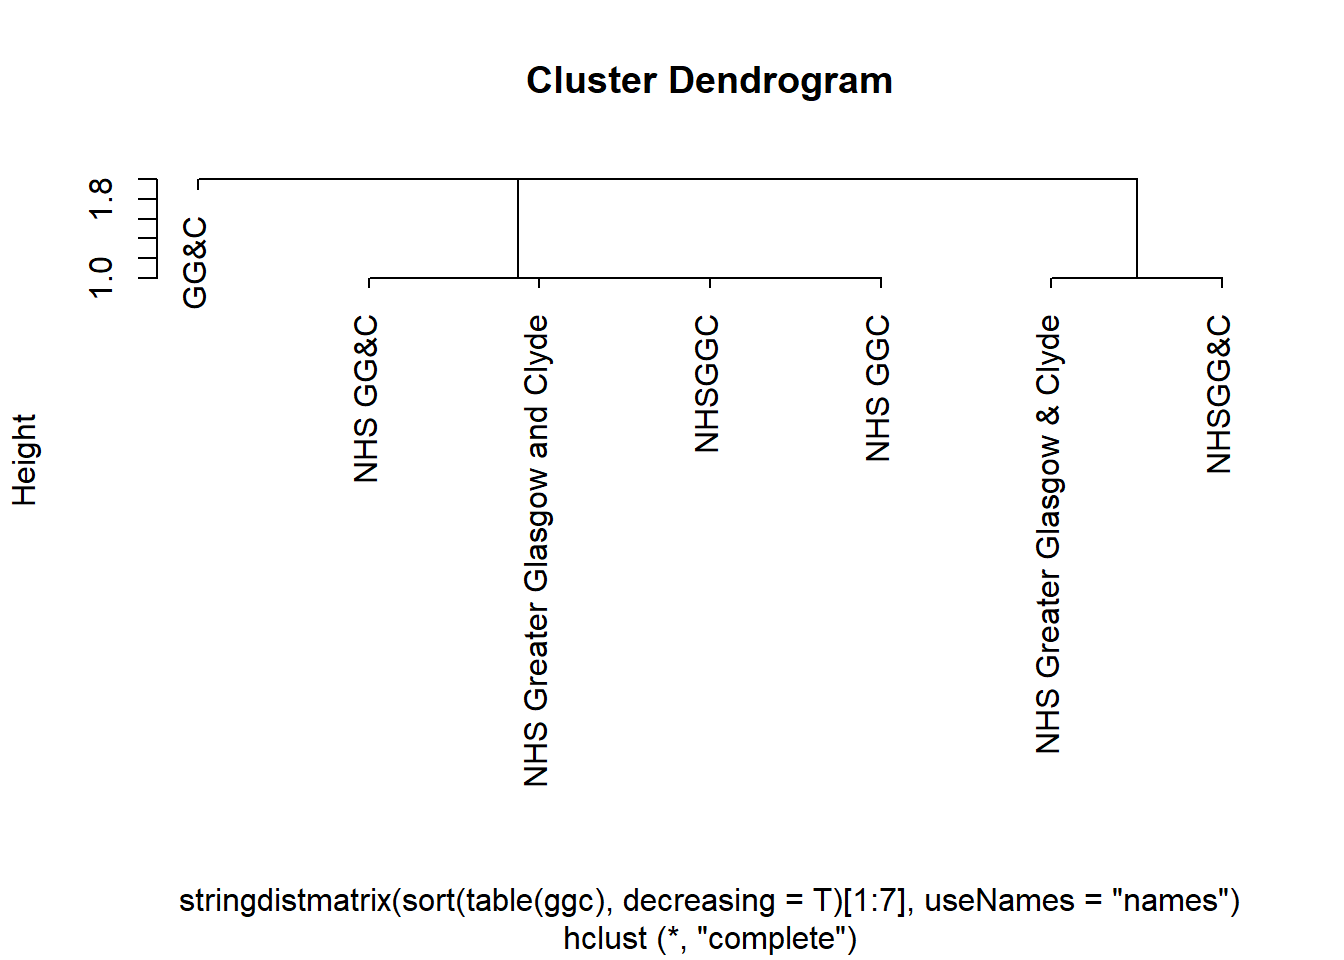 Cluster Dendrogram
Height
1.0
1.8
GG&C
NHS GG&C
NHS Greater Glasgow and Clyde
NHSGGC
NHS GGC
NHS Greater Glasgow & Clyde
NHSGG&C
stringdistmatrix(sort(table(ggc), decreasing = T)[1:7], useNames = "names")
hclust (*, "complete")